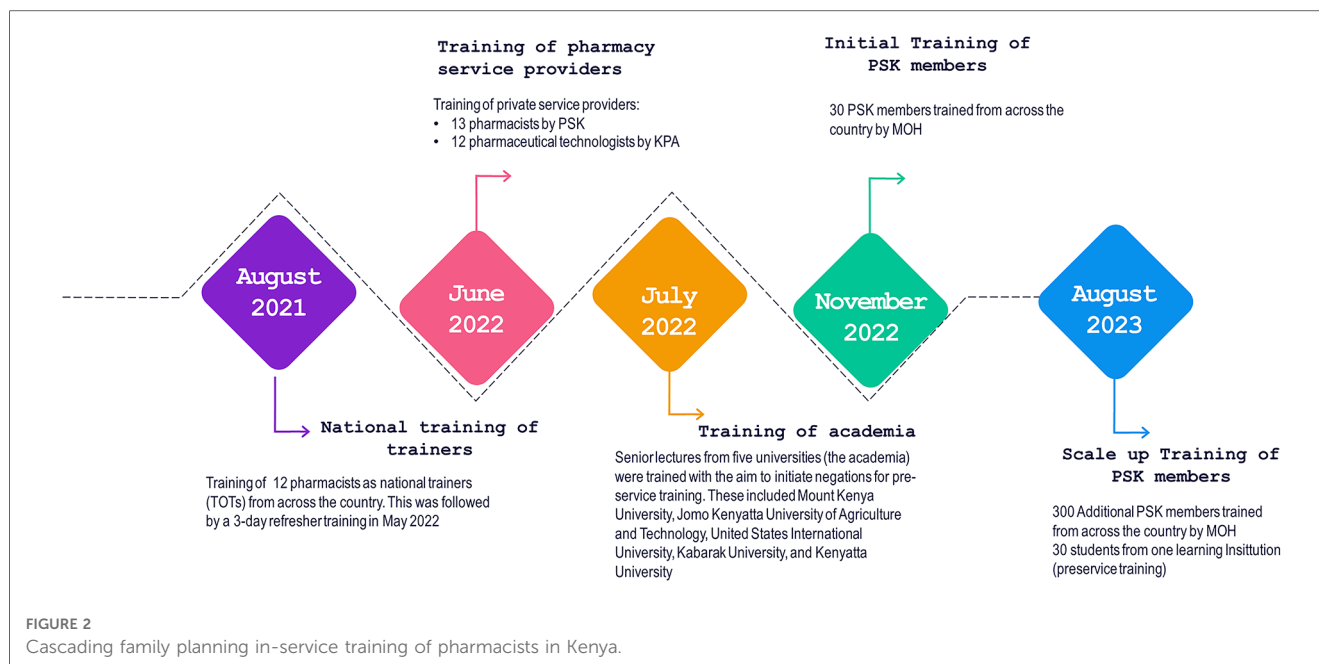 Training of pharmacy
service providers
Training of private service providers:
• 13 pharmacists by PSK
• 12 pharmaceutical technologists by KPA
Initial Training of
PSK members
30 PSK members trained from across the
country by MOH
August
2021
June
2022
July
2022
November
2022
August
2023
National training of
trainers
Training of 12 pharmacists as national trainers
(TOTs) from across the country. This was followed
by a 3-day refresher training in May 2022
Training of academia
Senior lectures from five universities (the academia)
were trained with the aim to initiate negations for pre-
service training. These included Mount Kenya
University, Jomo Kenyatta University of Agriculture
and Technology, United States International
University, Kabarak University, and Kenyatta
University
Scale up Training of
PSK members
300 Additional PSK members trained
from across the country by MOH
30 students from one learning Insittution
(preservice training)
FIGURE 2
Cascading family planning in-service training of pharmacists in Kenya.